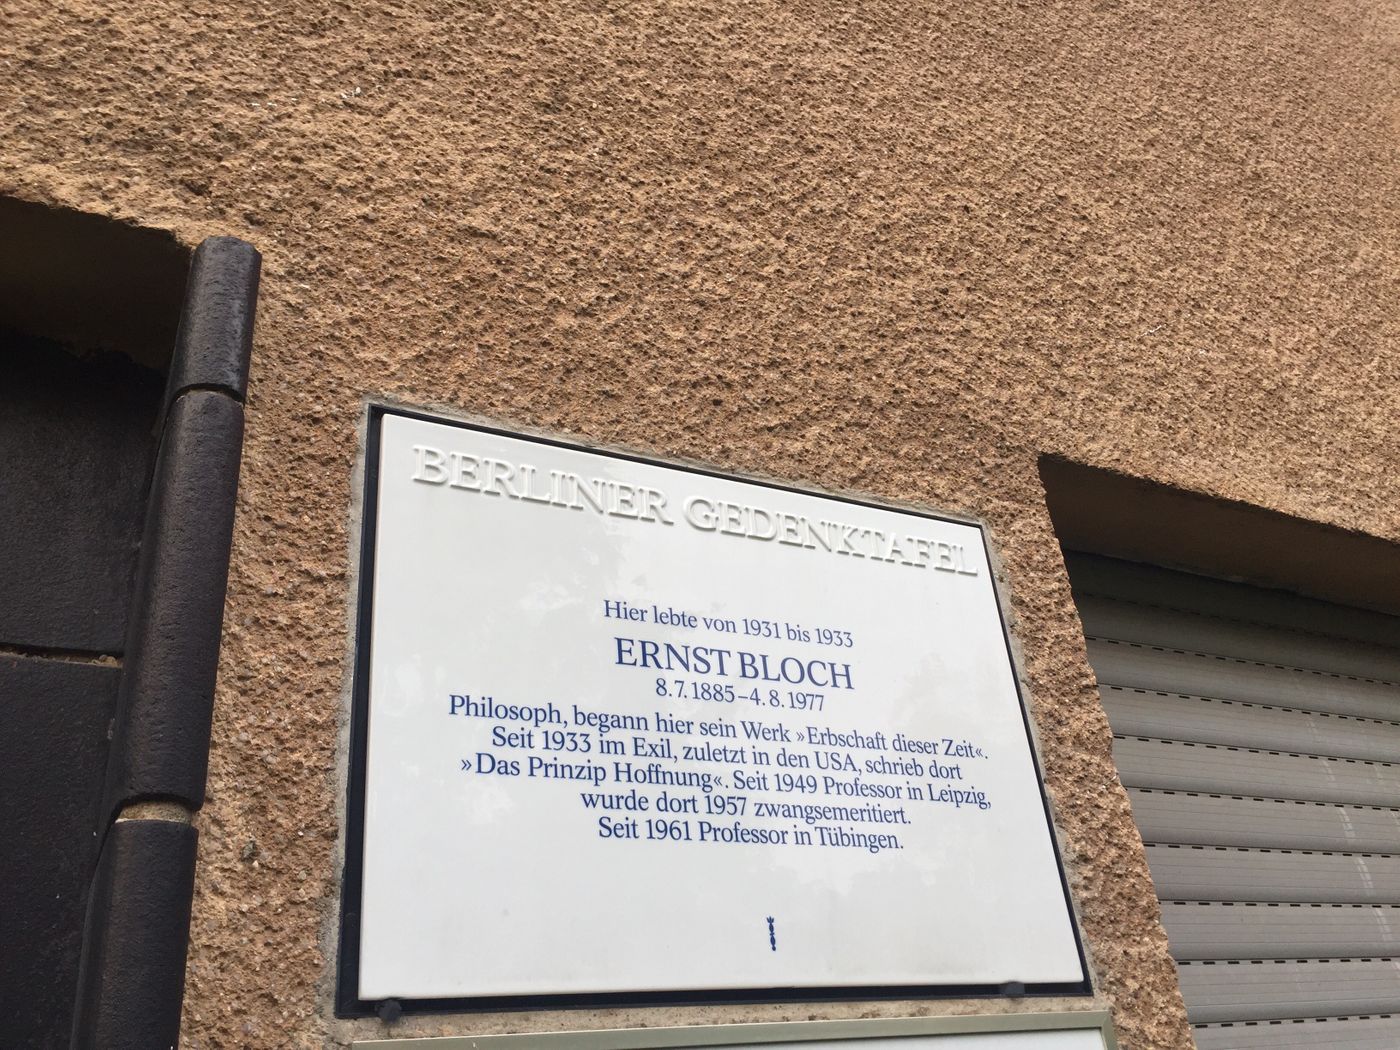 BERLINER GEDENKTAFEL
Hier lebte von 1931 bis 1933
ERNST BLOCH
8.7.1885–4.8.1977
Philosoph, begann hier sein Werk »Erbschaft dieser Zeit«.
Seit 1933 im Exil, zuletzt in den USA, schrieb dort
»Das Prinzip Hoffnung«. Seit 1949 Professor in Leipzig,
wurde dort 1957 zwangsemeritiert.
Seit 1961 Professor in Tübingen.